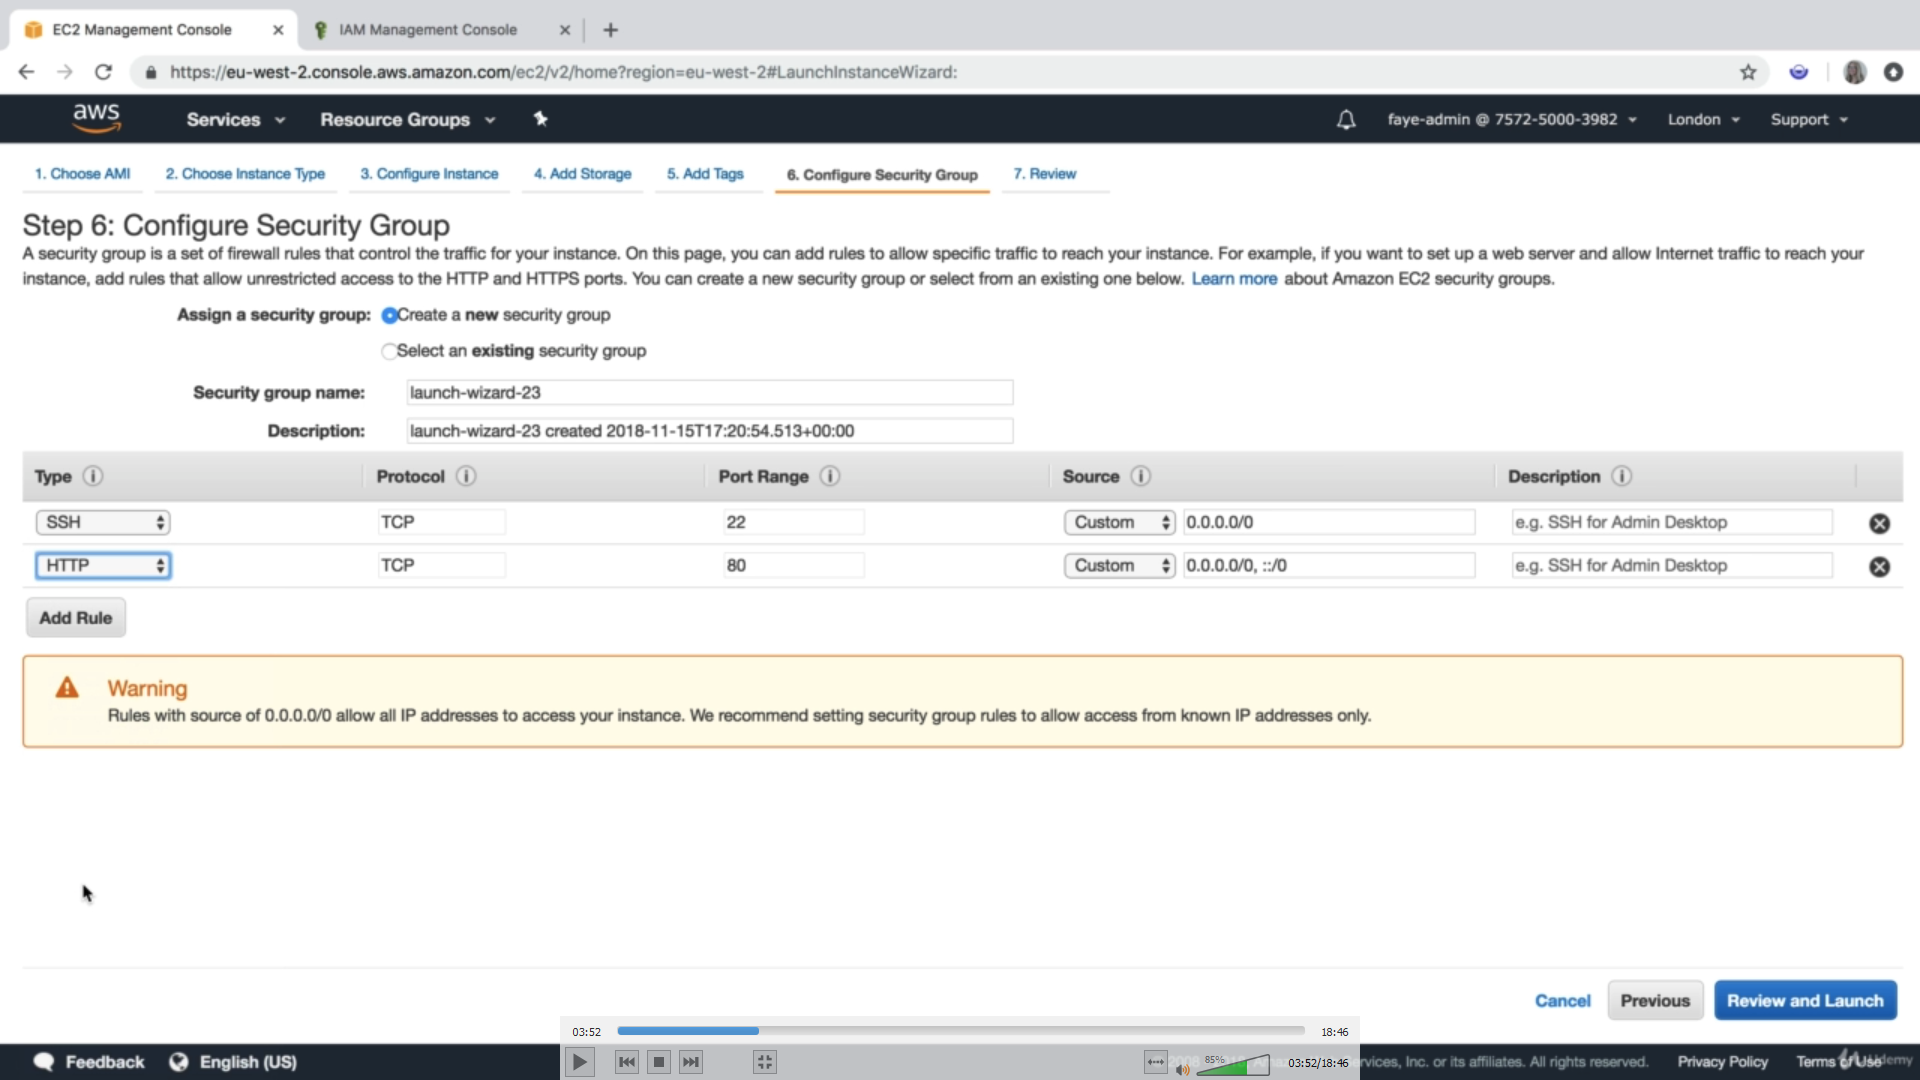 EC2 Management Console
IAM Management Console
https://eu-west-2.console.aws.amazon.com/ec2/v2/home?region=eu-west-2#LaunchInstanceWizard:
aws Services Resource Groups faye-admin @ 7572-5000-3982 London Support
1. Choose AMI 2. Choose Instance Type 3. Configure Instance 4. Add Storage 5. Add Tags 6. Configure Security Group 7. Review
Step 6: Configure Security Group
A security group is a set of firewall rules that control the traffic for your instance. On this page, you can add rules to allow specific traffic to reach your instance. For example, if you want to set up a web server and allow Internet traffic to reach your
instance, add rules that allow unrestricted access to the HTTP and HTTPS ports. You can create a new security group or select from an existing one below. Learn more about Amazon EC2 security groups.
Assign a security group: Create a new security group
Select an existing security group
Security group name: launch-wizard-23
Description: launch-wizard-23 created 2018-11-15T17:20:54.513+00:00
Type Protocol Port Range Source Description
SSH TCP 22 Custom 0.0.0.0/0 e.g. SSH for Admin Desktop
HTTP TCP 80 Custom 0.0.0.0/0, ::/0 e.g. SSH for Admin Desktop
Add Rule
Warning
Rules with source of 0.0.0.0/0 allow all IP addresses to access your instance. We recommend setting security group rules to allow access from known IP addresses only.
Cancel Previous Review and Launch
03:52 18:46
Feedback English (US) 85% 03:52/18:46 rvices, Inc. or its affiliates. All rights reserved. Privacy Policy Terms of Use